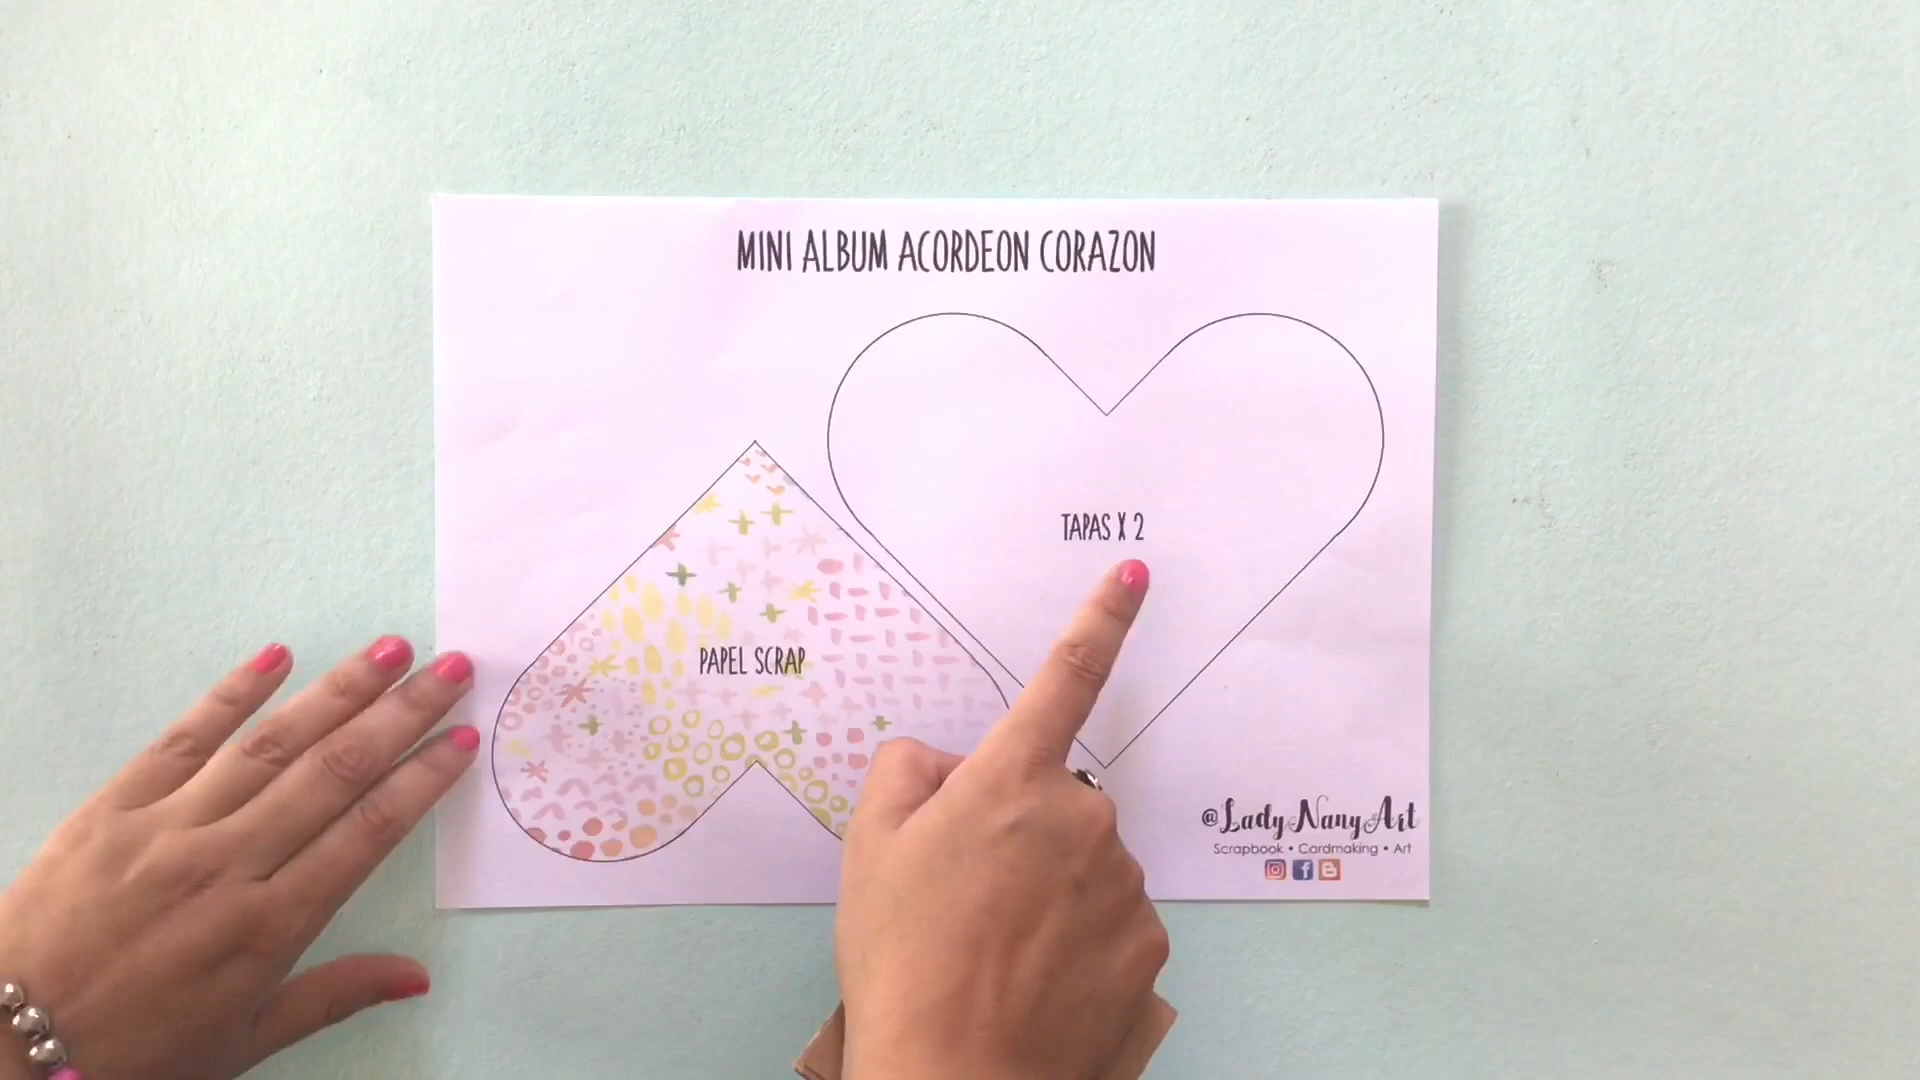 MINI ALBUM ACORDEON CORAZON
TAPAS X 2
PAPEL SCRAP
@LadyNanyArt
Scrapbook • Cardmaking • Art